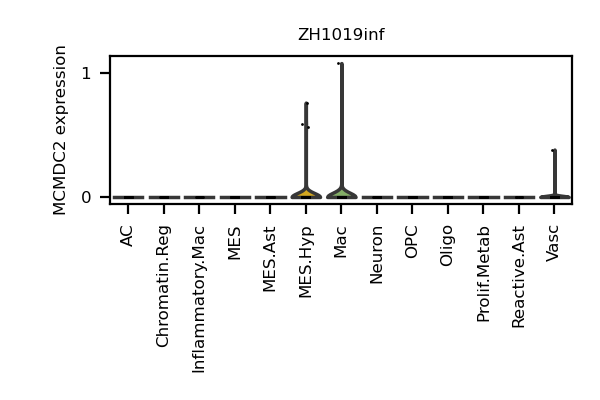 ZH1019inf
MCMDC2 expression
1
0
AC
Chromatin.Reg
Inflammatory.Mac
MES
MES.Ast
MES.Hyp
Mac
Neuron
OPC
Oligo
Prolif.Metab
Reactive.Ast
Vasc